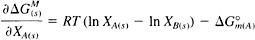 ∂ΔG^M_(s) / ∂X_A(s) = RT (ln X_A(s) − ln X_B(s)) − ΔG°_m(A)